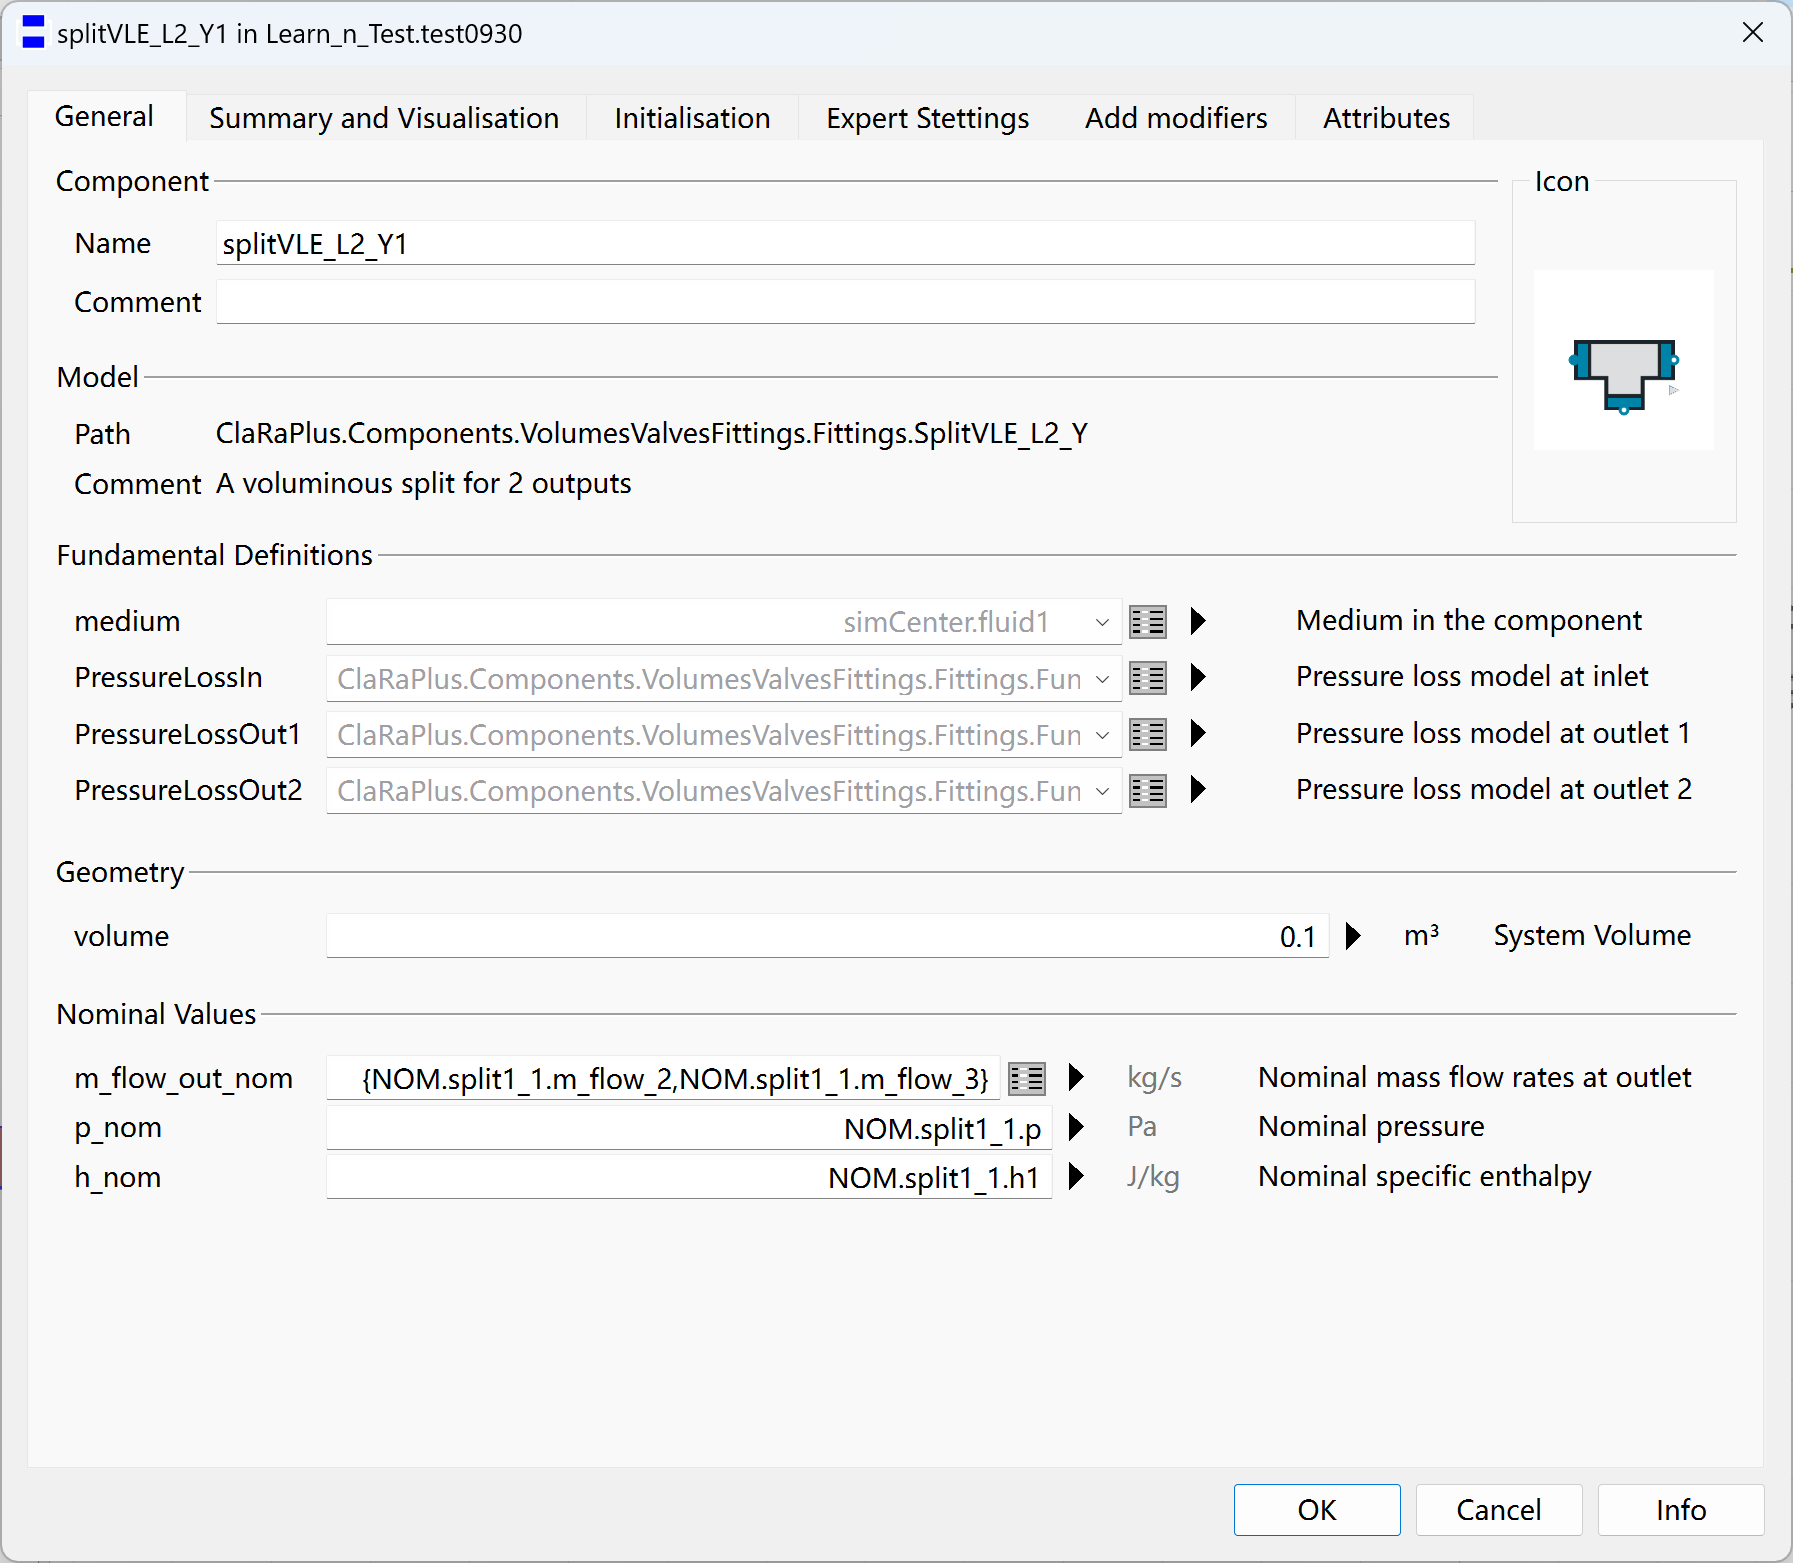 splitVLE_L2_Y1 in Learn_n_Test.test0930
General Summary and Visualisation Initialisation Expert Stettings Add modifiers Attributes
Component
Icon
Name splitVLE_L2_Y1
Comment
Model
Path ClaRaPlus.Components.VolumesValvesFittings.Fittings.SplitVLE_L2_Y
Comment A voluminous split for 2 outputs
Fundamental Definitions
medium simCenter.fluid1 Medium in the component
PressureLossIn ClaRaPlus.Components.VolumesValvesFittings.Fittings.Fun Pressure loss model at inlet
PressureLossOut1 ClaRaPlus.Components.VolumesValvesFittings.Fittings.Fun Pressure loss model at outlet 1
PressureLossOut2 ClaRaPlus.Components.VolumesValvesFittings.Fittings.Fun Pressure loss model at outlet 2
Geometry
volume 0.1 m³ System Volume
Nominal Values
m_flow_out_nom {NOM.split1_1.m_flow_2,NOM.split1_1.m_flow_3} kg/s Nominal mass flow rates at outlet
p_nom NOM.split1_1.p Pa Nominal pressure
h_nom NOM.split1_1.h1 J/kg Nominal specific enthalpy
OK Cancel Info